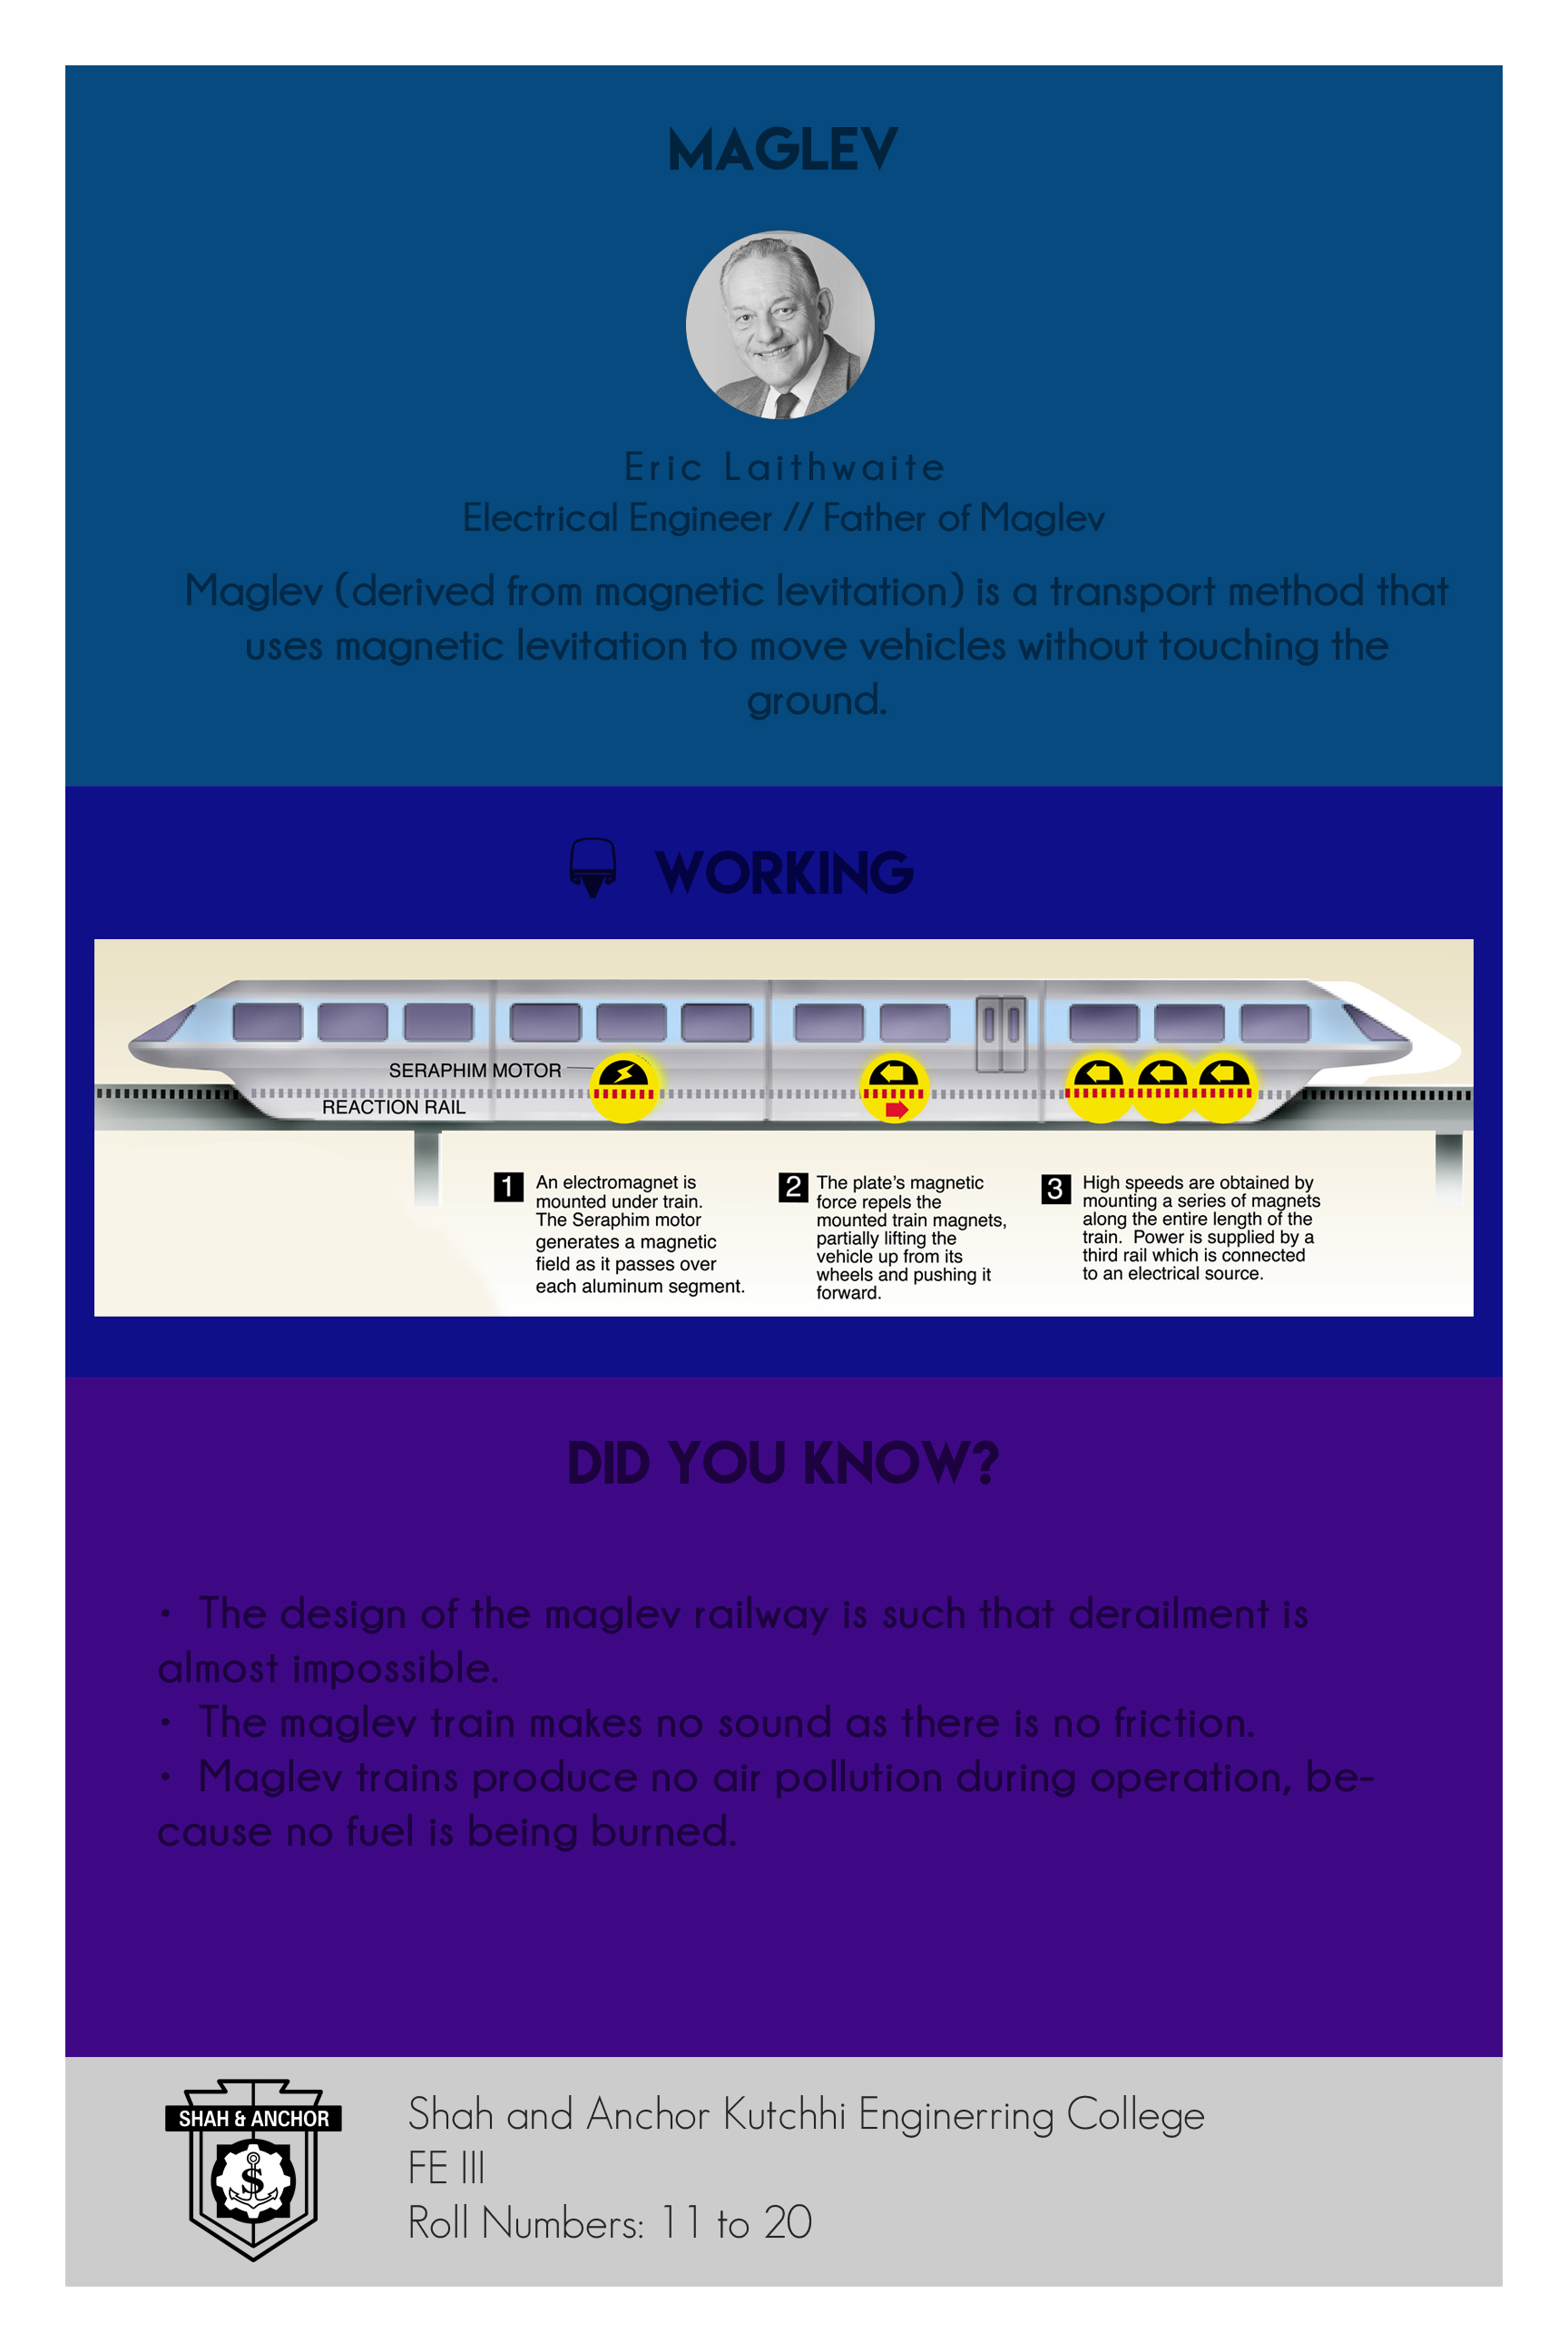 MAGLEV
Eric Laithwaite
Electrical Engineer // Father of Maglev
Maglev (derived from magnetic levitation) is a transport method that
uses magnetic levitation to move vehicles without touching the
ground.
WORKING
SERAPHIM MOTOR
REACTION RAIL
1 An electromagnet is
mounted under train.
The Seraphim motor
generates a magnetic
field as it passes over
each aluminum segment.
2 The plate's magnetic
force repels the
mounted train magnets,
partially lifting the
vehicle up from its
wheels and pushing it
forward.
3 High speeds are obtained by
mounting a series of magnets
along the entire length of the
train. Power is supplied by a
third rail which is connected
to an electrical source.
DID YOU KNOW?
• The design of the maglev railway is such that derailment is
almost impossible.
• The maglev train makes no sound as there is no friction.
• Maglev trains produce no air pollution during operation, be-
cause no fuel is being burned.
SHAH & ANCHOR
S
Shah and Anchor Kutchhi Enginerring College
FE III
Roll Numbers: 11 to 20